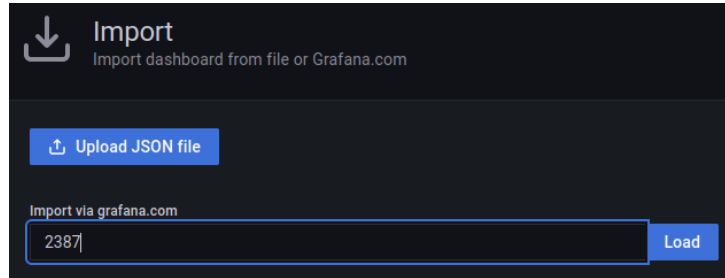 Import
Import dashboard from file or Grafana.com
Upload JSON file
Import via grafana.com
2387
Load